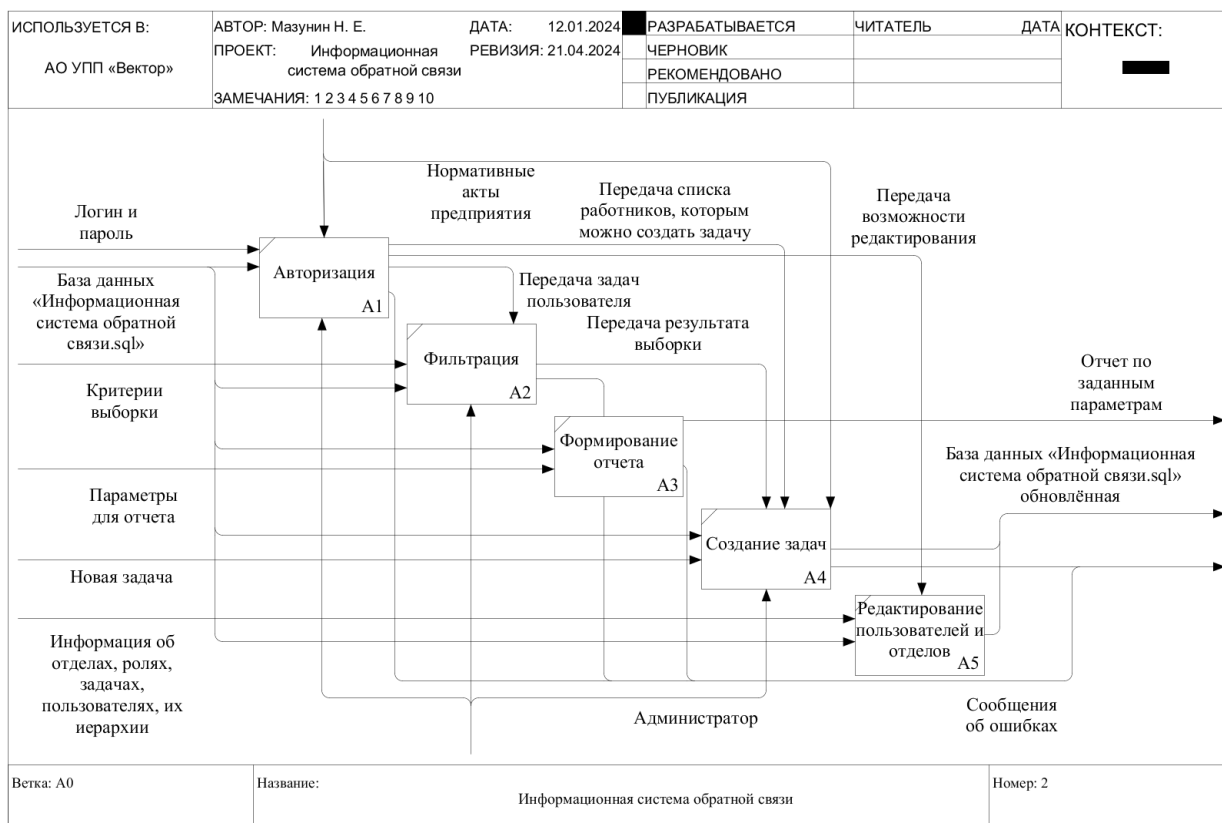 ИСПОЛЬЗУЕТСЯ В:
АО УПП «Вектор»
АВТОР: Мазунин Н. Е.
ДАТА: 12.01.2024
ПРОЕКТ: Информационная
система обратной связи
РЕВИЗИЯ: 21.04.2024
ЗАМЕЧАНИЯ: 1 2 3 4 5 6 7 8 9 10
РАЗРАБАТЫВАЕТСЯ
ЧЕРНОВИК
РЕКОМЕНДОВАНО
ПУБЛИКАЦИЯ
ЧИТАТЕЛЬ
ДАТА
КОНТЕКСТ:
Нормативные
акты
предприятия
Передача списка
работников, которым
можно создать задачу
Передача
возможности
редактирования
Логин и
пароль
Авторизация
A1
База данных
«Информационная
система обратной
связи.sql»
Передача задач
пользователя
Передача результата
выборки
Фильтрация
A2
Критерии
выборки
Отчет по
заданным
параметрам
Формирование
отчета
A3
База данных «Информационная
система обратной связи.sql»
обновлённая
Параметры
для отчета
Создание задач
A4
Новая задача
Редактирование
пользователей и
отделов
A5
Информация об
отделах, ролях,
задачах,
пользователях, их
иерархии
Администратор
Сообщения
об ошибках
Ветка: A0
Название:
Информационная система обратной связи
Номер: 2